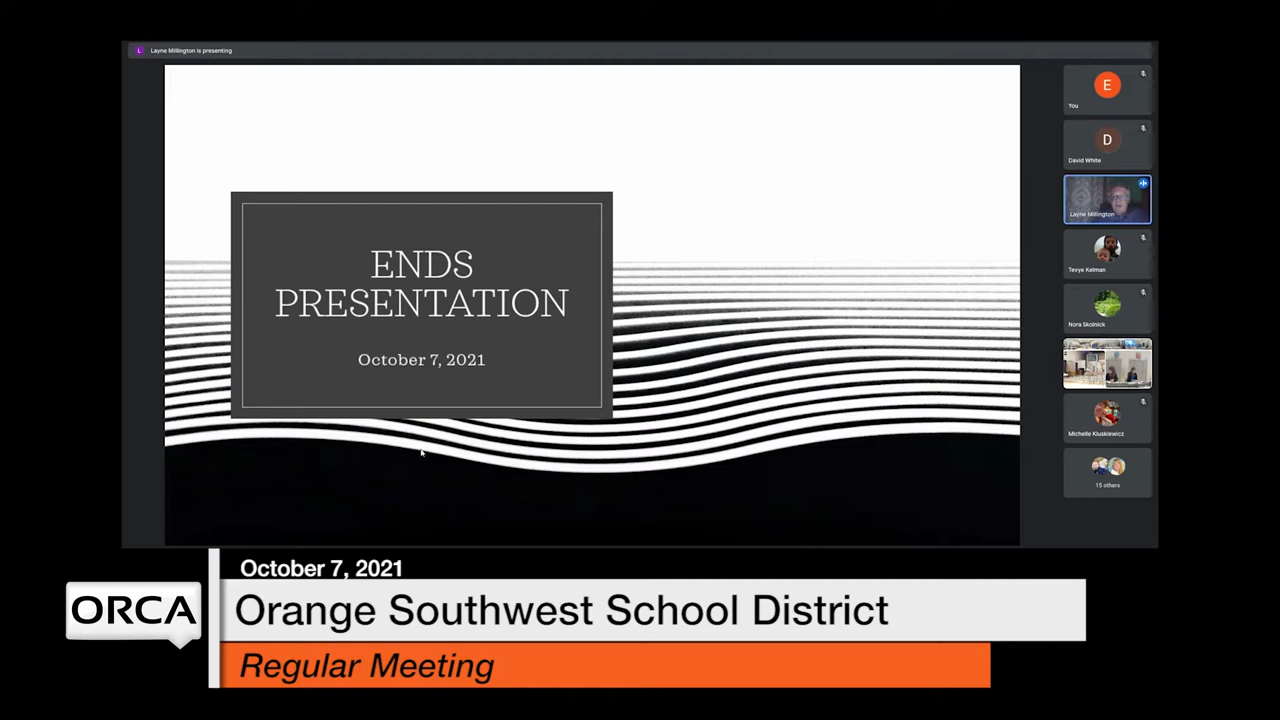 L
Layne Millington is presenting
E
You
D
David White
Layne Millington
Tevya Kelman
Nora Skolnick
Michelle Kluskiewicz
15 others
ENDS
PRESENTATION
October 7, 2021
October 7, 2021
ORCA
Orange Southwest School District
Regular Meeting